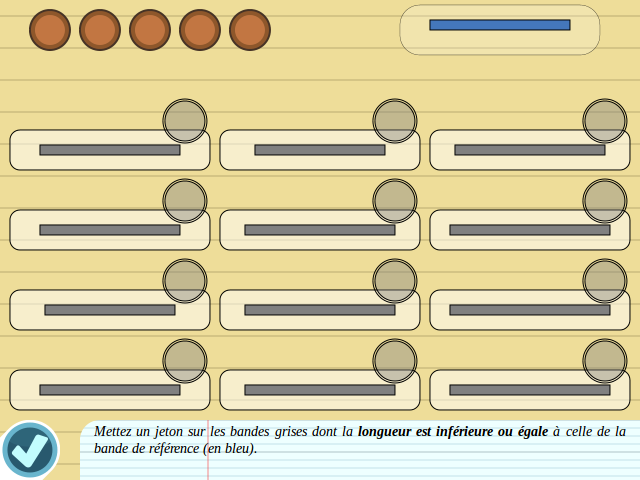 Mettez un jeton sur les bandes grises dont la longueur est inférieure ou égale à celle de la
bande de référence (en bleu).